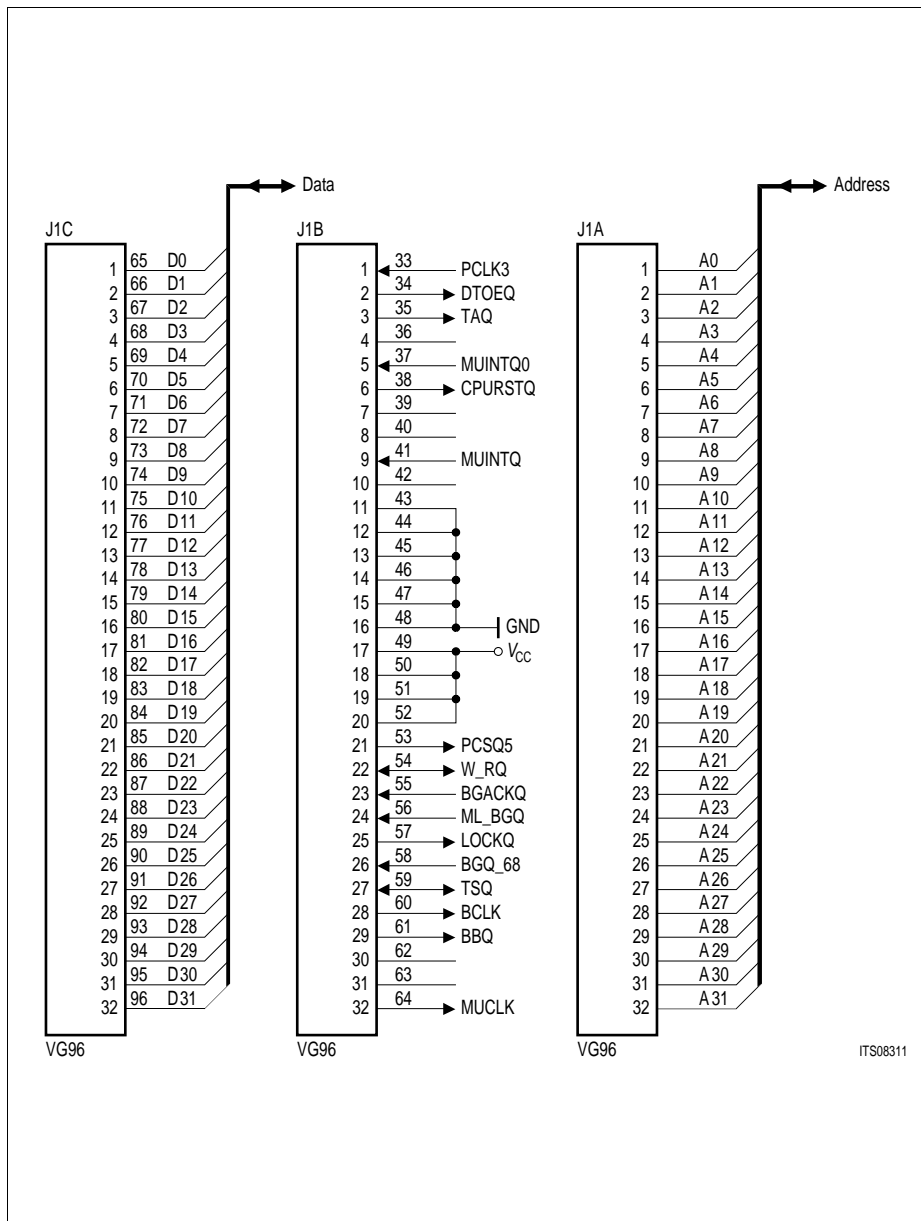 Data
Address
J1C
1 65 D0
2 66 D1
3 67 D2
4 68 D3
5 69 D4
6 70 D5
7 71 D6
8 72 D7
9 73 D8
10 74 D9
11 75 D10
12 76 D11
13 77 D12
14 78 D13
15 79 D14
16 80 D15
17 81 D16
18 82 D17
19 83 D18
20 84 D19
21 85 D20
22 86 D21
23 87 D22
24 88 D23
25 89 D24
26 90 D25
27 91 D26
28 92 D27
29 93 D28
30 94 D29
31 95 D30
32 96 D31
VG96
J1B
1 33 PCLK3
2 34 DTOEQ
3 35 TAQ
4 36
5 37 MUINTQ0
6 38 CPURSTQ
7 39
8 40
9 41 MUINTQ
10 42
11 43
12 44
13 45
14 46
15 47
16 48 GND
17 49 VCC
18 50
19 51
20 52
21 53 PCSQ5
22 54 W_RQ
23 55 BGACKQ
24 56 ML_BGQ
25 57 LOCKQ
26 58 BGQ_68
27 59 TSQ
28 60 BCLK
29 61 BBQ
30 62
31 63
32 64 MUCLK
VG96
J1A
1 A0
2 A1
3 A2
4 A3
5 A4
6 A5
7 A6
8 A7
9 A8
10 A9
11 A10
12 A11
13 A12
14 A13
15 A14
16 A15
17 A16
18 A17
19 A18
20 A19
21 A20
22 A21
23 A22
24 A23
25 A24
26 A25
27 A26
28 A27
29 A28
30 A29
31 A30
32 A31
VG96
ITS08311